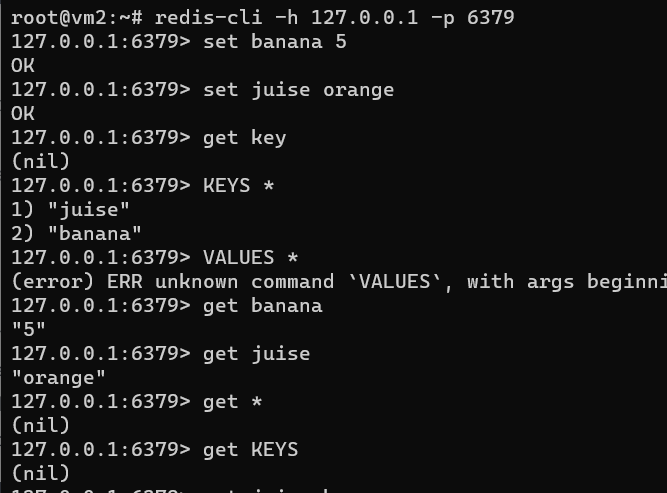 root@vm2:~# redis-cli -h 127.0.0.1 -p 6379
127.0.0.1:6379> set banana 5
OK
127.0.0.1:6379> set juise orange
OK
127.0.0.1:6379> get key
(nil)
127.0.0.1:6379> KEYS *
1) "juise"
2) "banana"
127.0.0.1:6379> VALUES *
(error) ERR unknown command `VALUES`, with args beginni
127.0.0.1:6379> get banana
"5"
127.0.0.1:6379> get juise
"orange"
127.0.0.1:6379> get *
(nil)
127.0.0.1:6379> get KEYS
(nil)